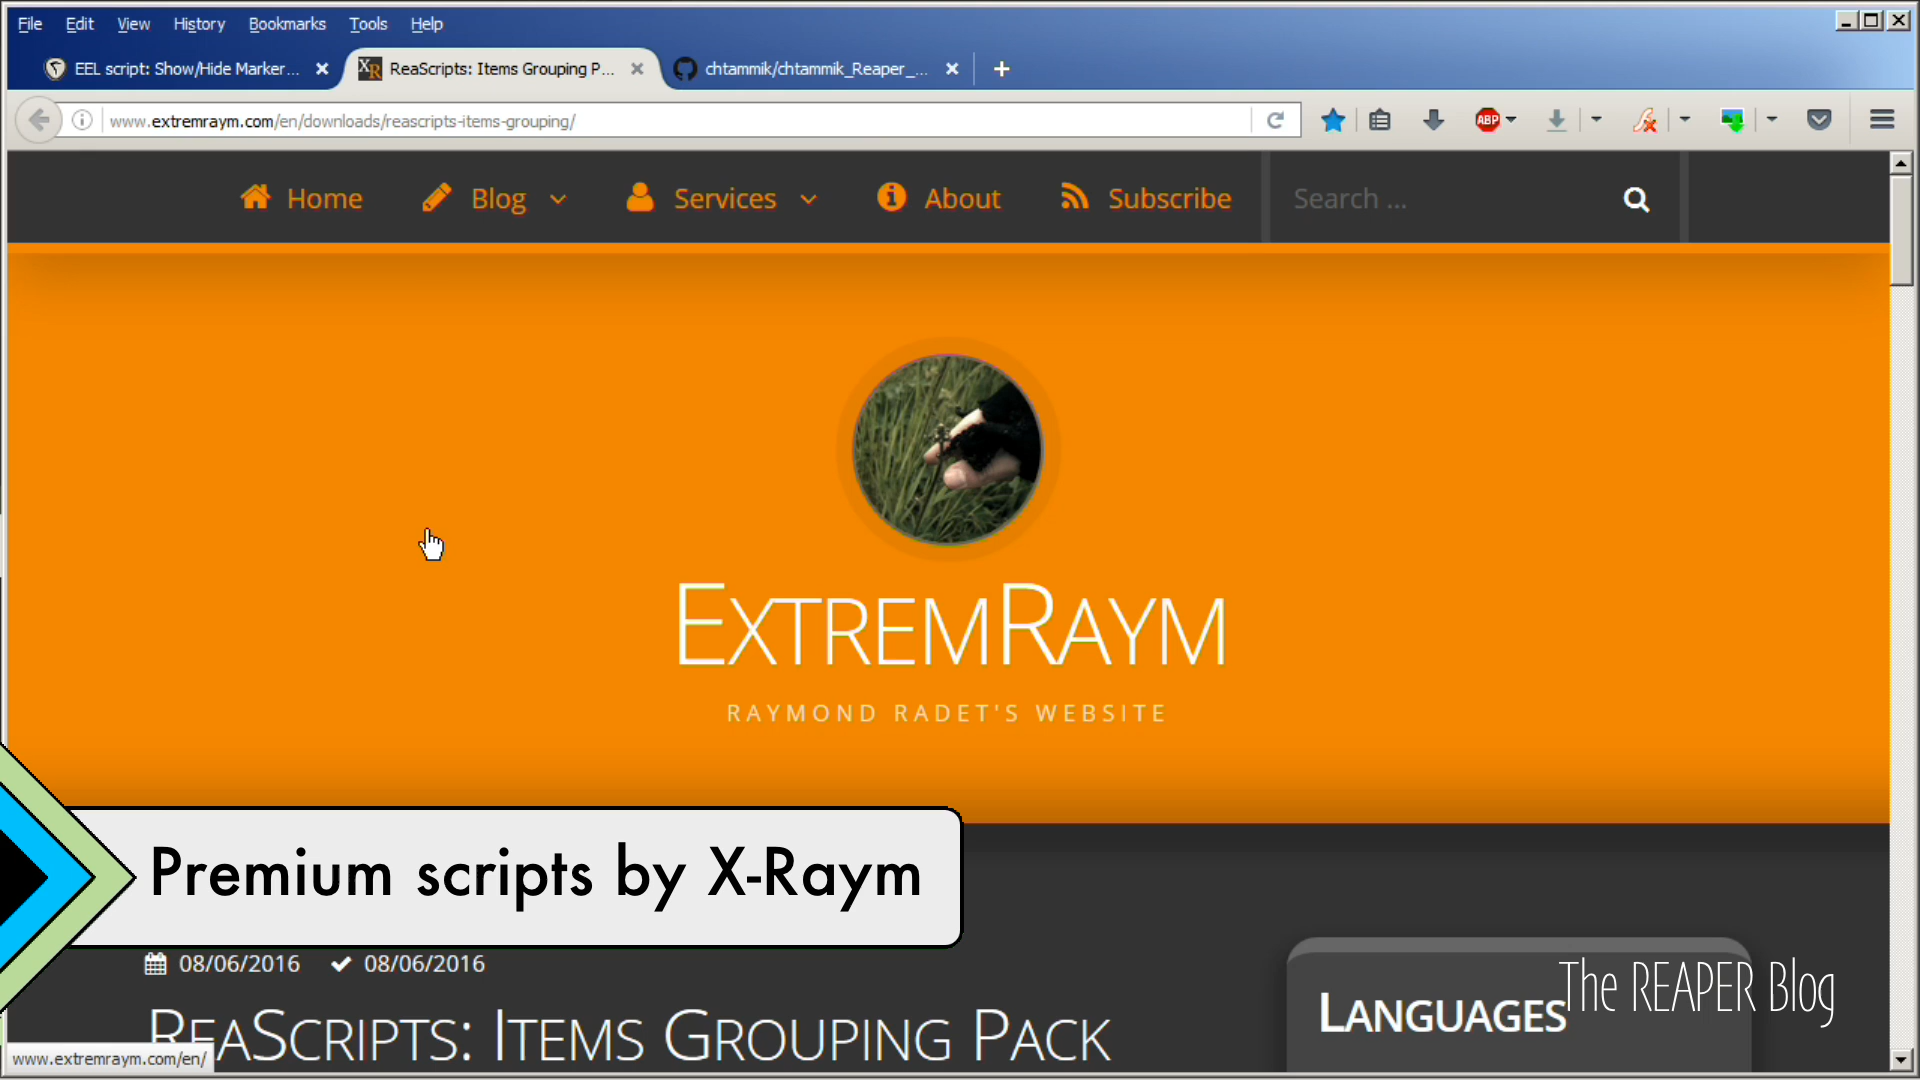 File Edit View History Bookmarks Tools Help
EEL script: Show/Hide Marker... ReaScripts: Items Grouping P... chtammik/chtammik_Reaper_...
www.extremraym.com/en/downloads/reascripts-items-grouping/
ABP
Home Blog Services About Subscribe Search ...
EXTREMRAYM
RAYMOND RADET'S WEBSITE
Premium scripts by X-Raym
08/06/2016 08/06/2016
REASCRIPTS: ITEMS GROUPING PACK
LANGUAGES
The REAPER Blog
www.extremraym.com/en/